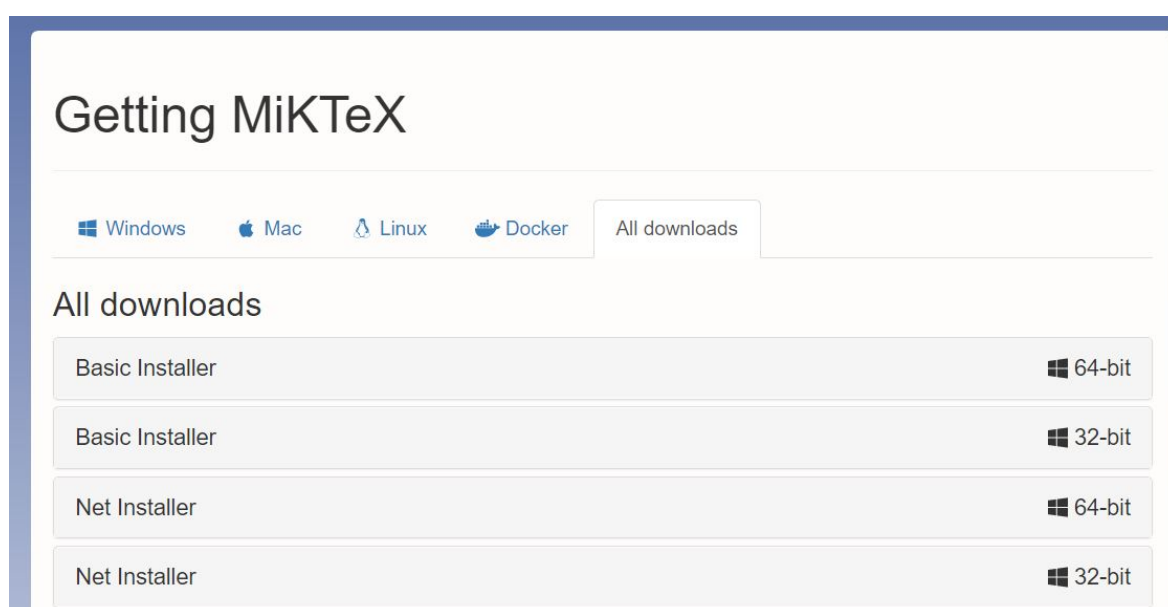 Getting MiKTeX
Windows Mac Linux Docker All downloads
All downloads
Basic Installer 64-bit
Basic Installer 32-bit
Net Installer 64-bit
Net Installer 32-bit